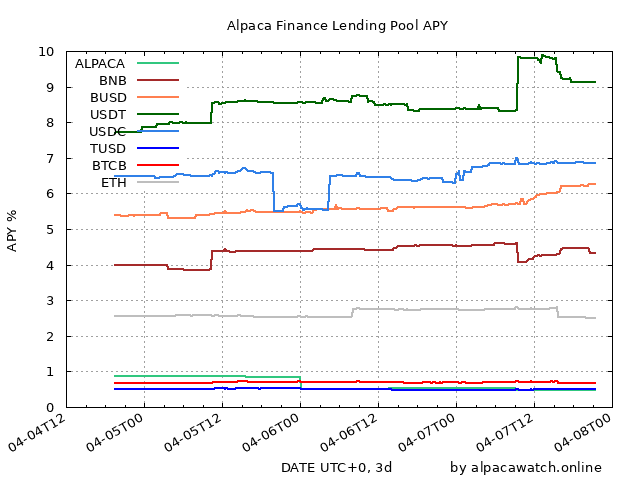 Alpaca Finance Lending Pool APY
10
9
8
7
6
5
4
3
2
1
0
APY %
ALPACA
BNB
BUSD
USDT
USDC
TUSD
BTCB
ETH
04-04T12
04-05T00
04-05T12
04-06T00
04-06T12
04-07T00
04-07T12
04-08T00
DATE UTC+0, 3d by alpacawatch.online